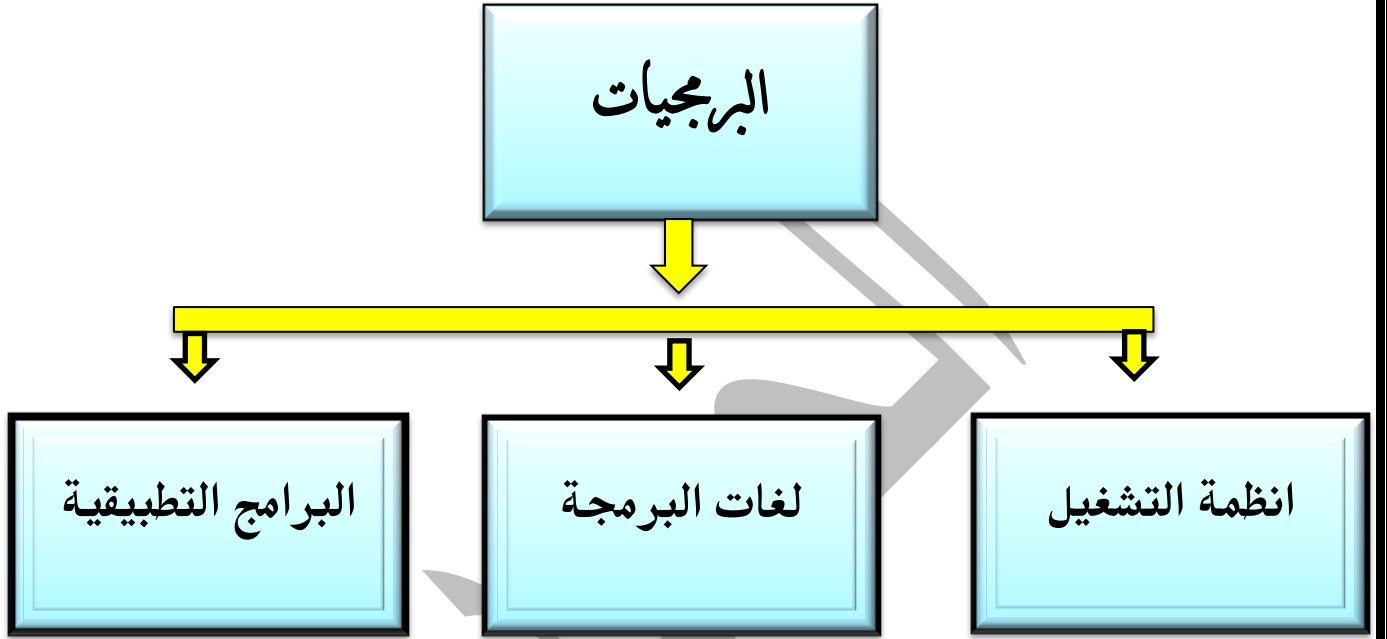 البرمجيات
انظمة التشغيل
لغات البرمجة
البرامج التطبيقية